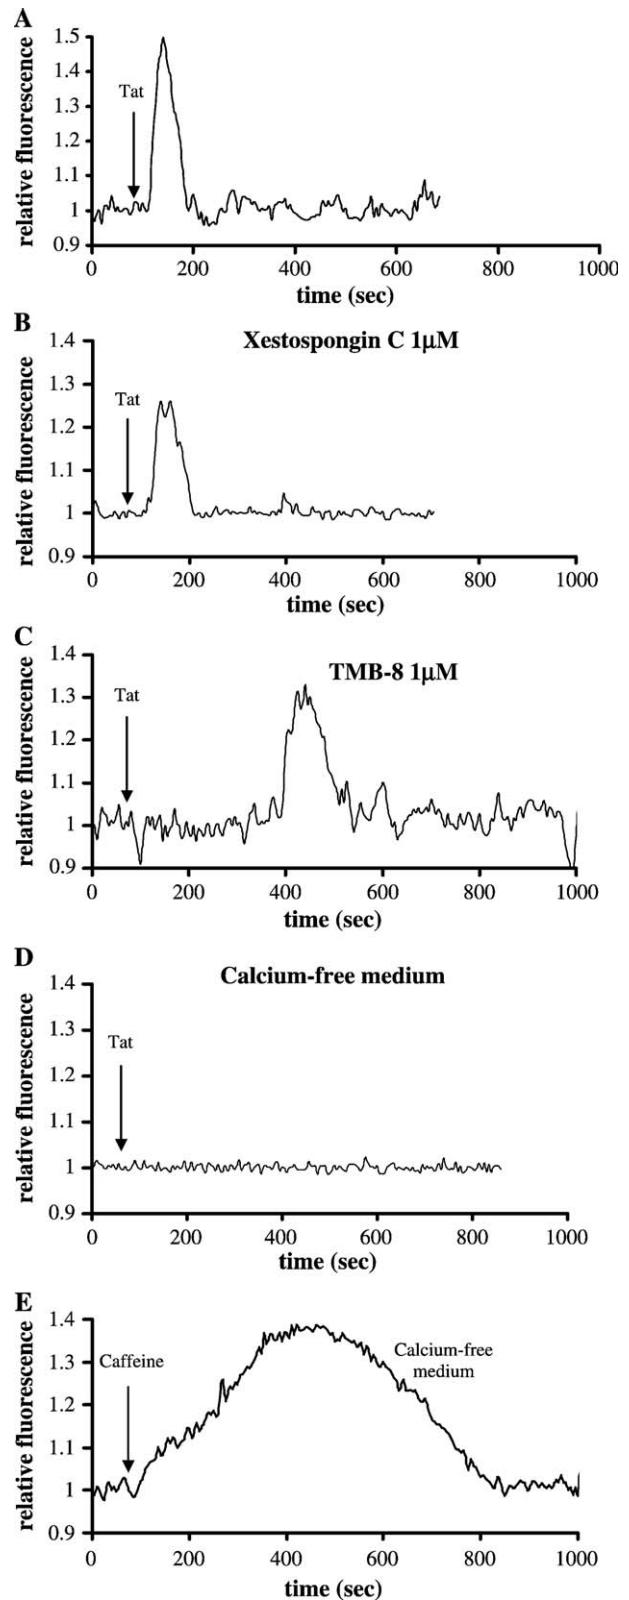 A
relative fluorescence
1.5
1.4
1.3
1.2
1.1
1
0.9
Tat
0 200 400 600 800 1000
time (sec)
B
Xestospongin C 1µM
relative fluorescence
1.4
1.3
1.2
1.1
1
0.9
Tat
0 200 400 600 800 1000
time (sec)
C
TMB-8 1µM
relative fluorescence
1.4
1.3
1.2
1.1
1
0.9
Tat
0 200 400 600 800 1000
time (sec)
D
Calcium-free medium
relative fluorescence
1.4
1.3
1.2
1.1
1
0.9
Tat
0 200 400 600 800 1000
time (sec)
E
relative fluorescence
1.4
1.3
1.2
1.1
1
0.9
Caffeine
Calcium-free
medium
0 200 400 600 800 1000
time (sec)